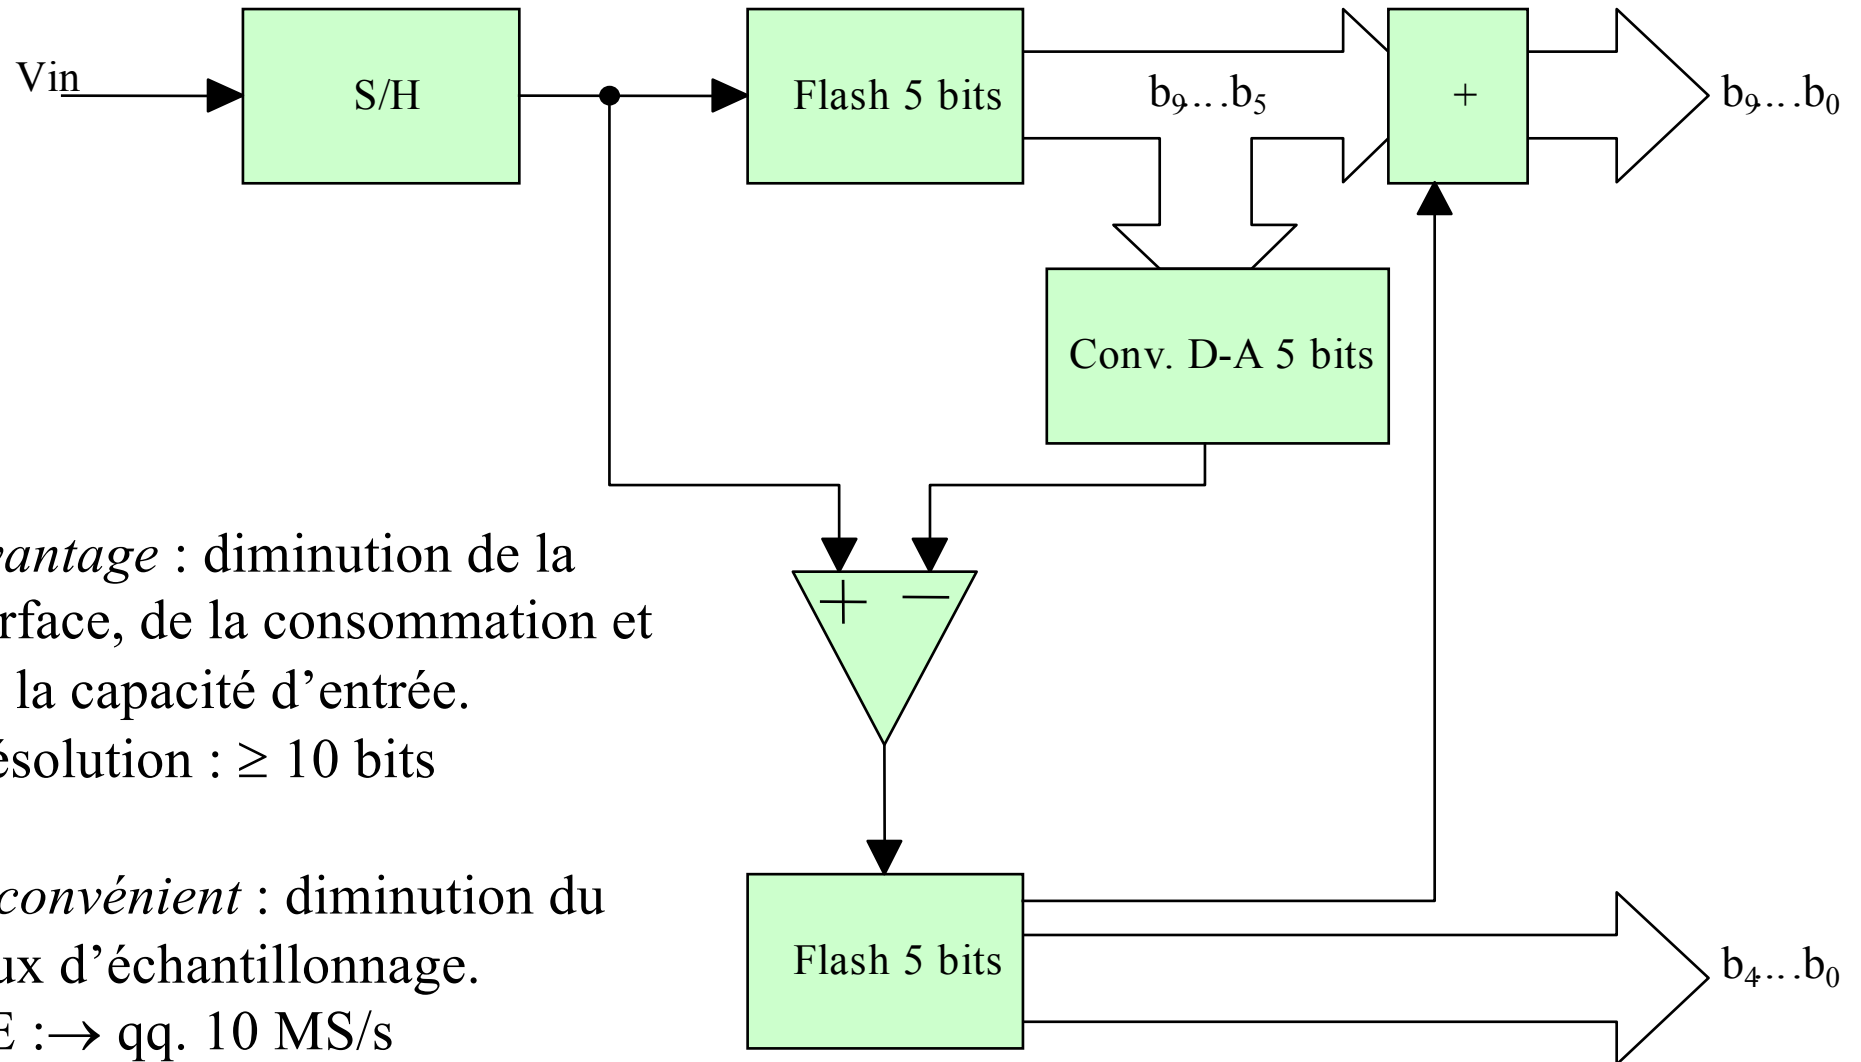 Vin
S/H
Flash 5 bits
b9....b5
+
b9....b0
Conv. D-A 5 bits
+ −
vantage : diminution de la
rface, de la consommation et
la capacité d’entrée.
ésolution : ≥ 10 bits
convénient : diminution du
ux d’échantillonnage.
E :→ qq. 10 MS/s
Flash 5 bits
b4....b0